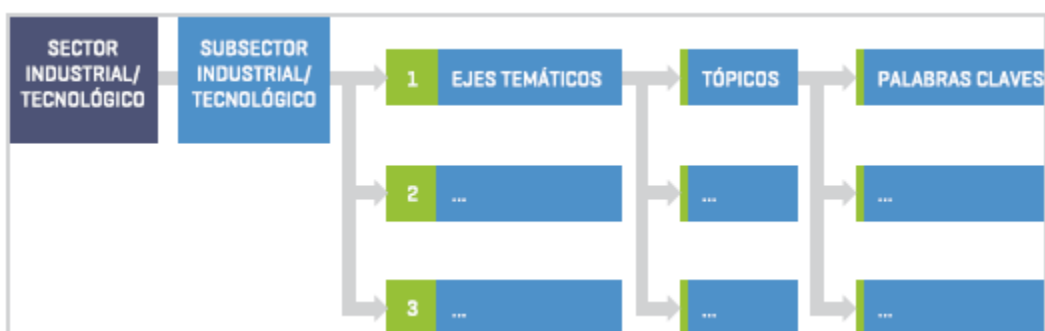 SECTOR
INDUSTRIAL/
TECNOLÓGICO
SUBSECTOR
INDUSTRIAL/
TECNOLÓGICO
1 EJES TEMÁTICOS
TÓPICOS
PALABRAS CLAVES
2 ...
...
...
3 ...
...
...